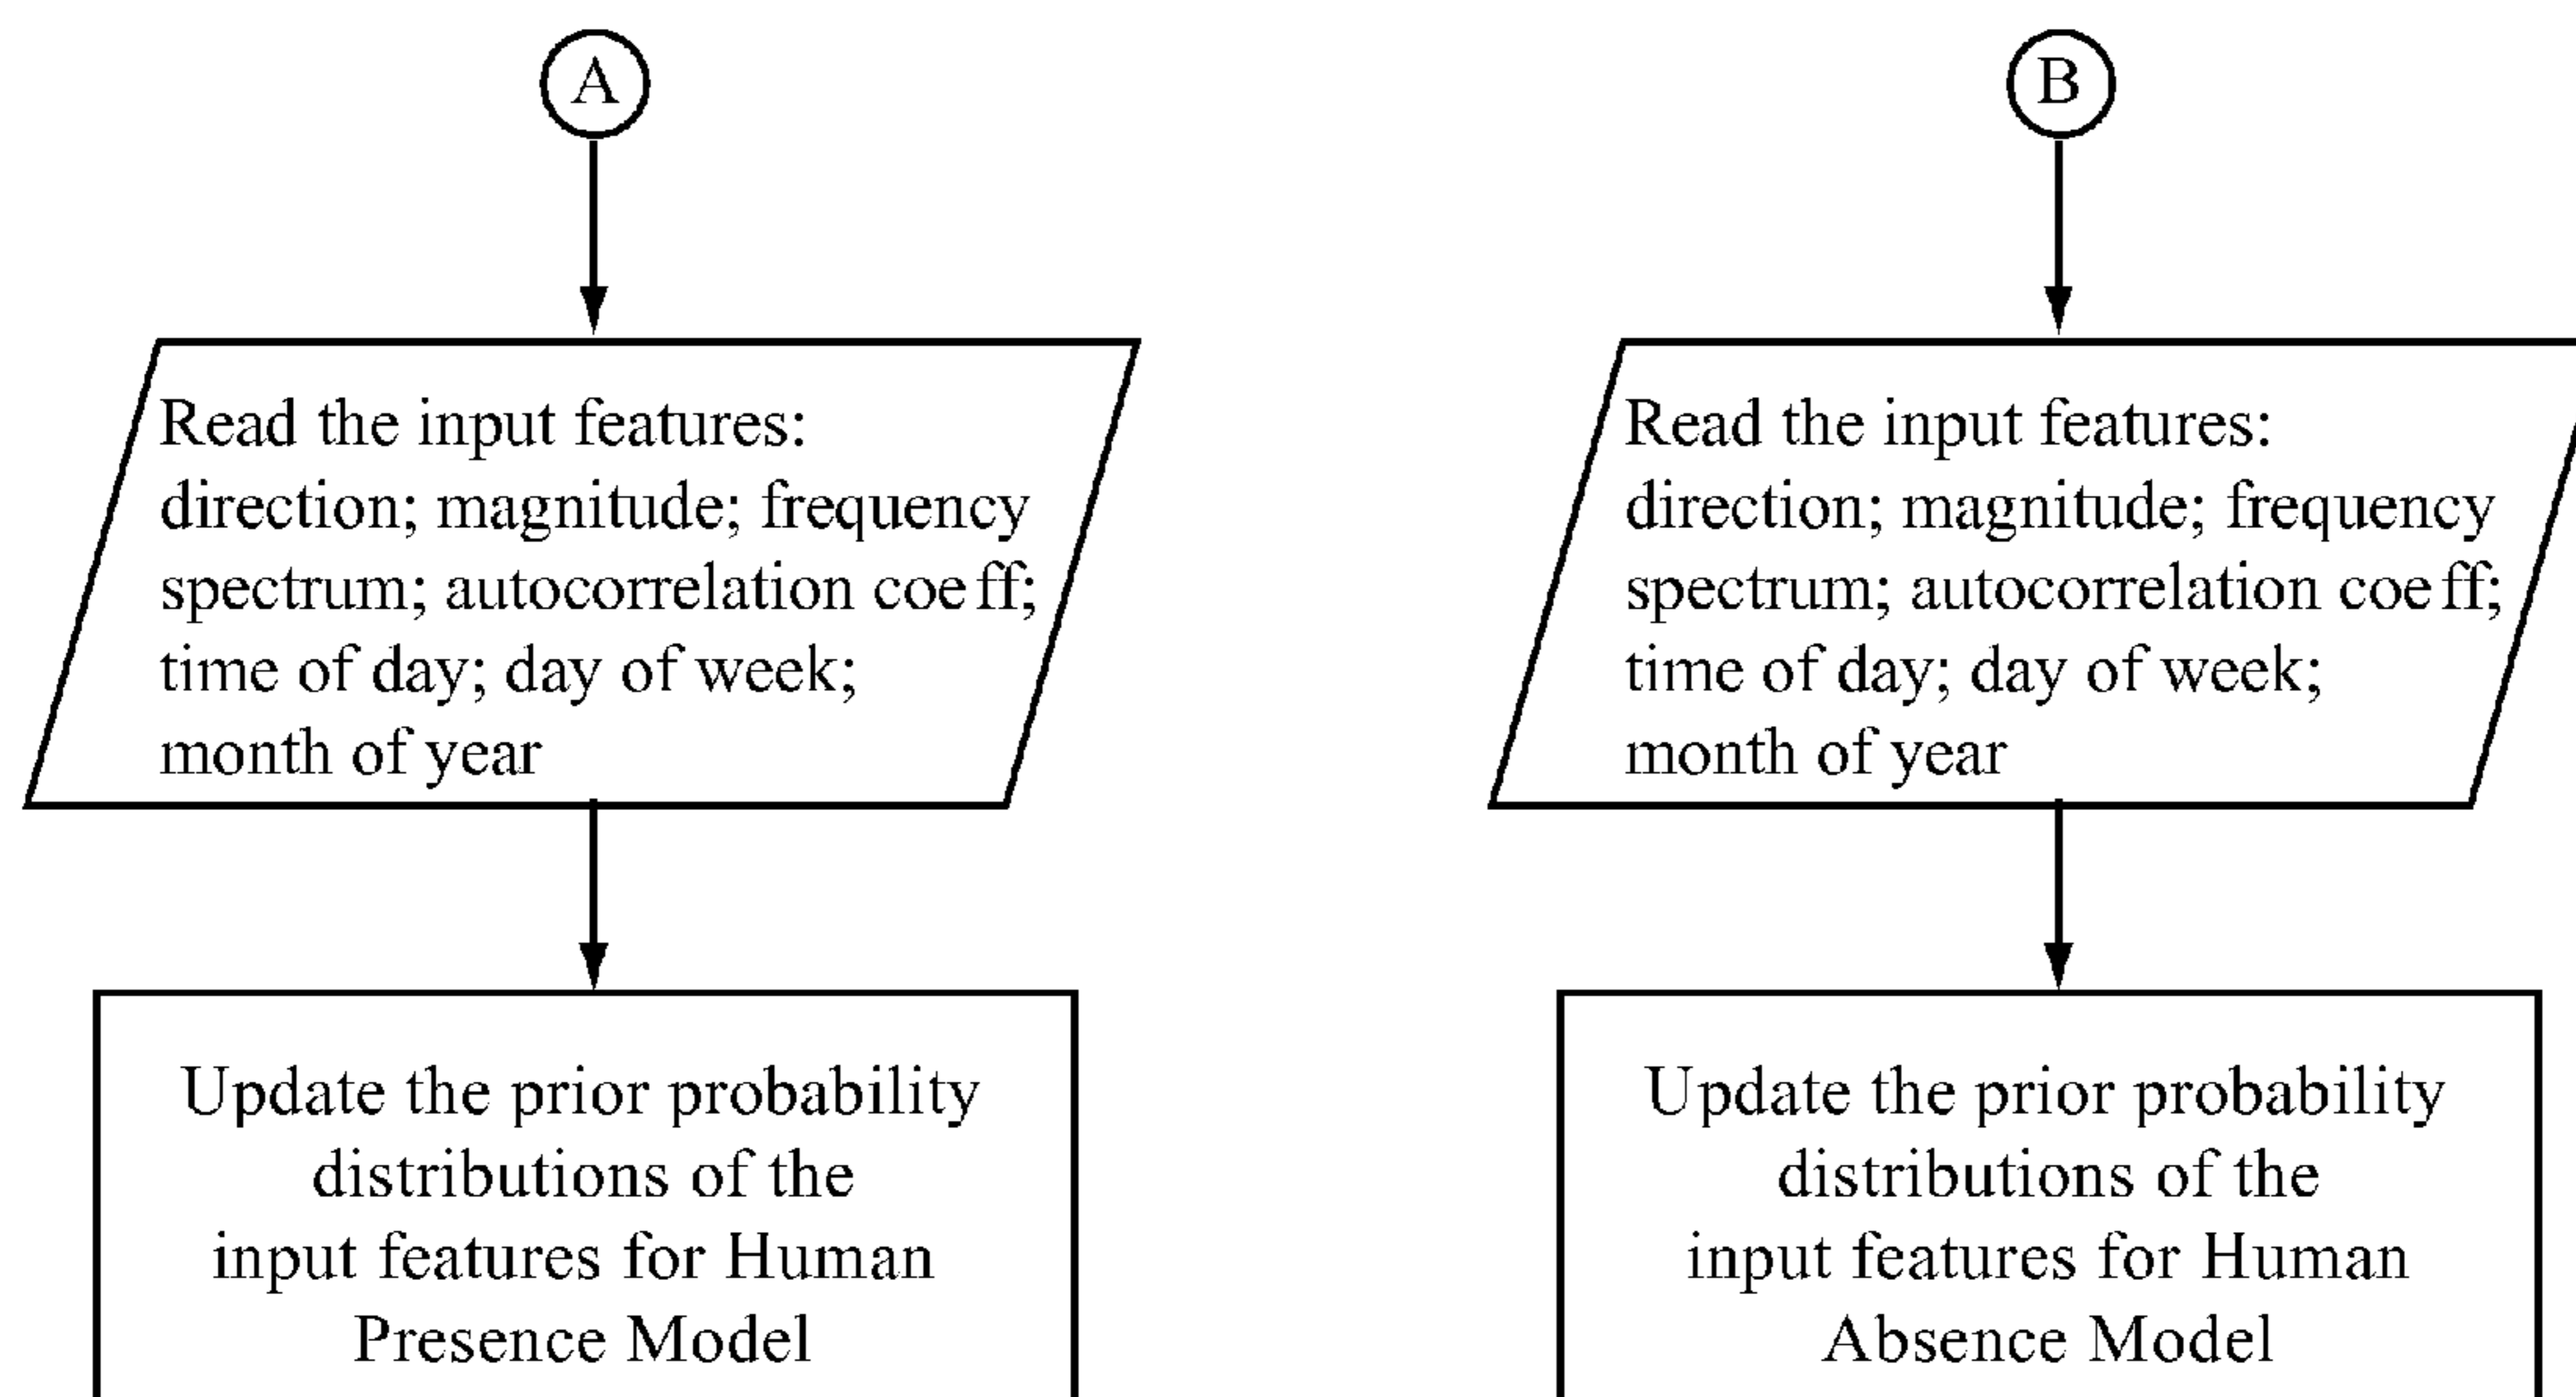 A
Read the input features:
direction; magnitude; frequency
spectrum; autocorrelation coeff;
time of day; day of week;
month of year
Update the prior probability
distributions of the
input features for Human
Presence Model
B
Read the input features:
direction; magnitude; frequency
spectrum; autocorrelation coeff;
time of day; day of week;
month of year
Update the prior probability
distributions of the
input features for Human
Absence Model